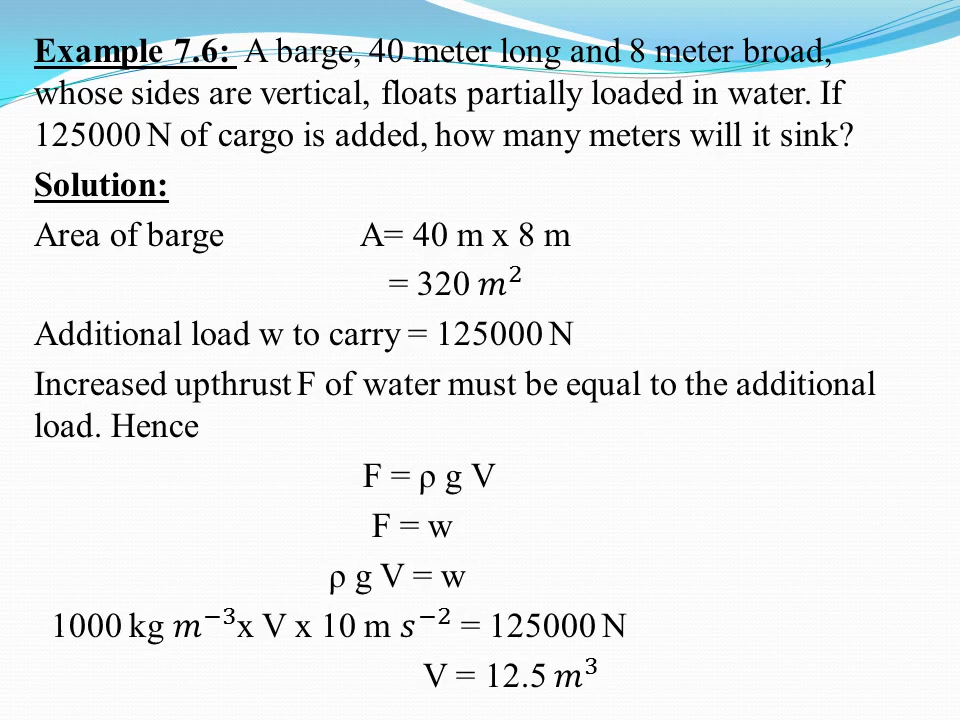 Example 7.6: A barge, 40 meter long and 8 meter broad,
whose sides are vertical, floats partially loaded in water. If
125000 N of cargo is added, how many meters will it sink?
Solution:
Area of barge A= 40 m x 8 m
= 320 𝑚²
Additional load w to carry = 125000 N
Increased upthrust F of water must be equal to the additional
load. Hence
F = ρ g V
F = w
ρ g V = w
1000 kg 𝑚⁻³x V x 10 m 𝑠⁻² = 125000 N
V = 12.5 𝑚³